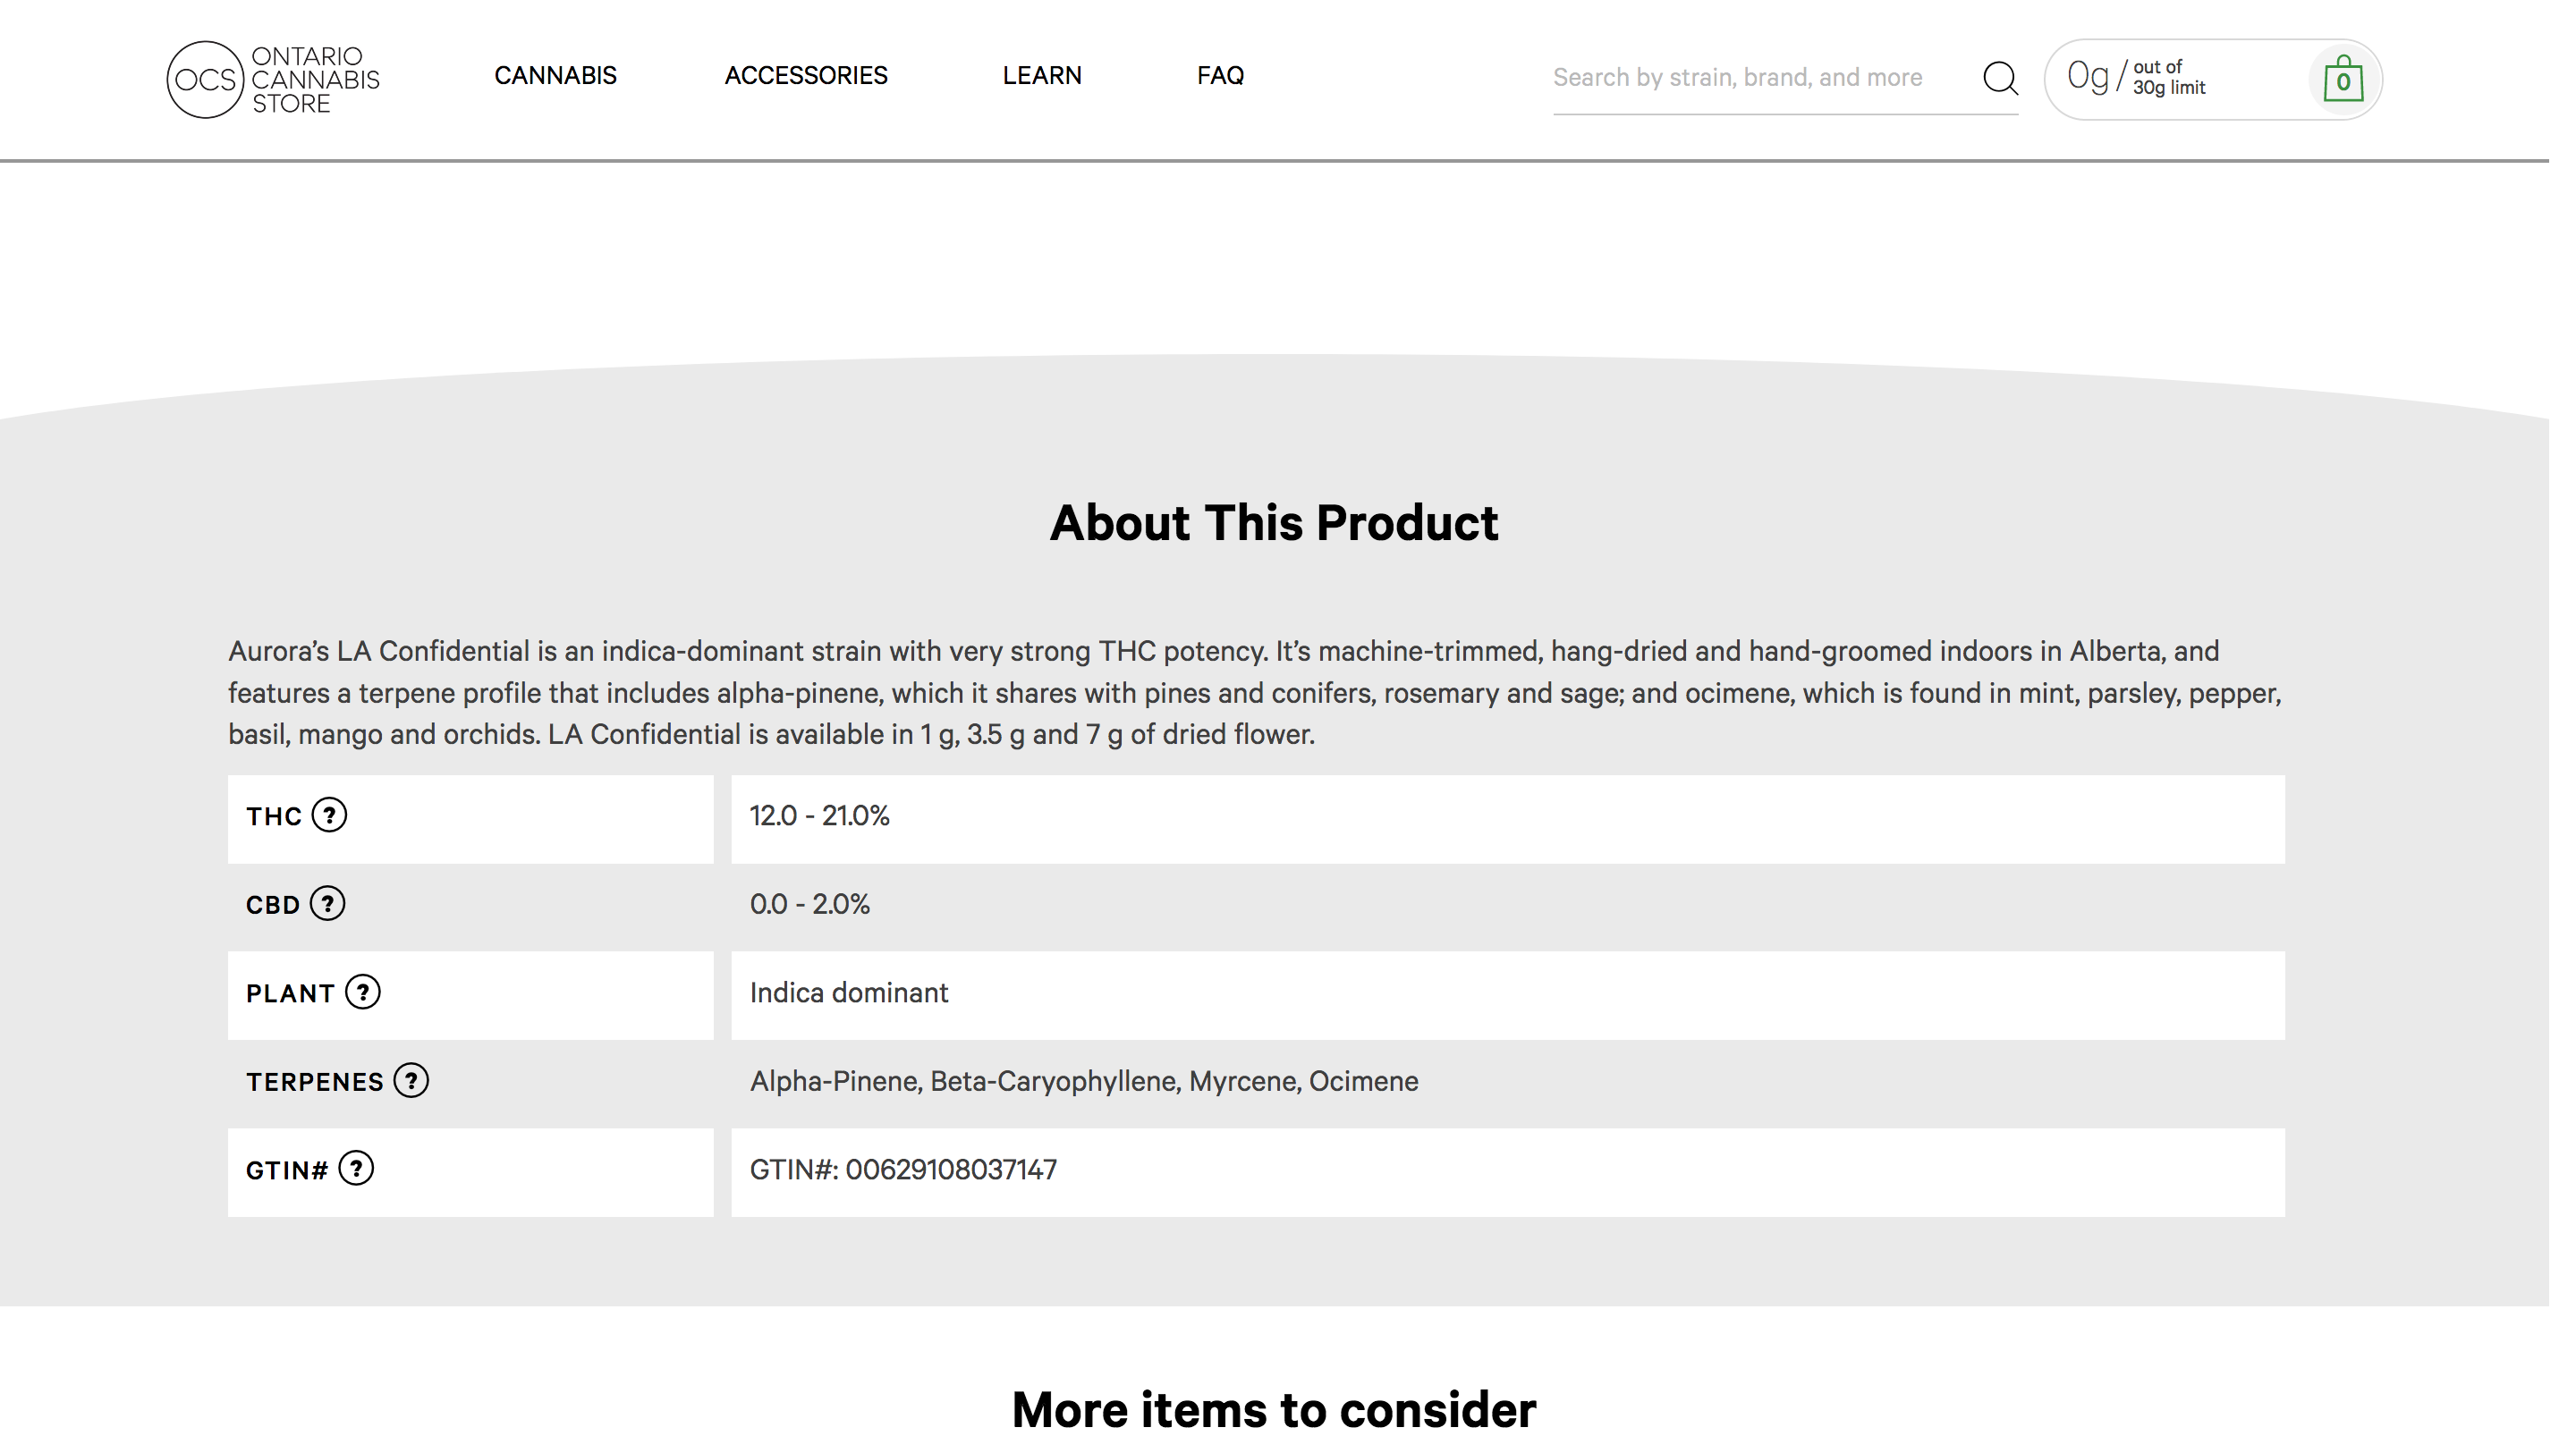 OCS
ONTARIO
CANNABIS
STORE
CANNABIS
ACCESSORIES
LEARN
FAQ
Search by strain, brand, and more
0g/ out of
30g limit
0
About This Product
Aurora’s LA Confidential is an indica-dominant strain with very strong THC potency. It’s machine-trimmed, hang-dried and hand-groomed indoors in Alberta, and
features a terpene profile that includes alpha-pinene, which it shares with pines and conifers, rosemary and sage; and ocimene, which is found in mint, parsley, pepper,
basil, mango and orchids. LA Confidential is available in 1 g, 3.5 g and 7 g of dried flower.
THC ? 12.0 - 21.0%
CBD ? 0.0 - 2.0%
PLANT ? Indica dominant
TERPENES ? Alpha-Pinene, Beta-Caryophyllene, Myrcene, Ocimene
GTIN# ? GTIN#: 00629108037147
More items to consider